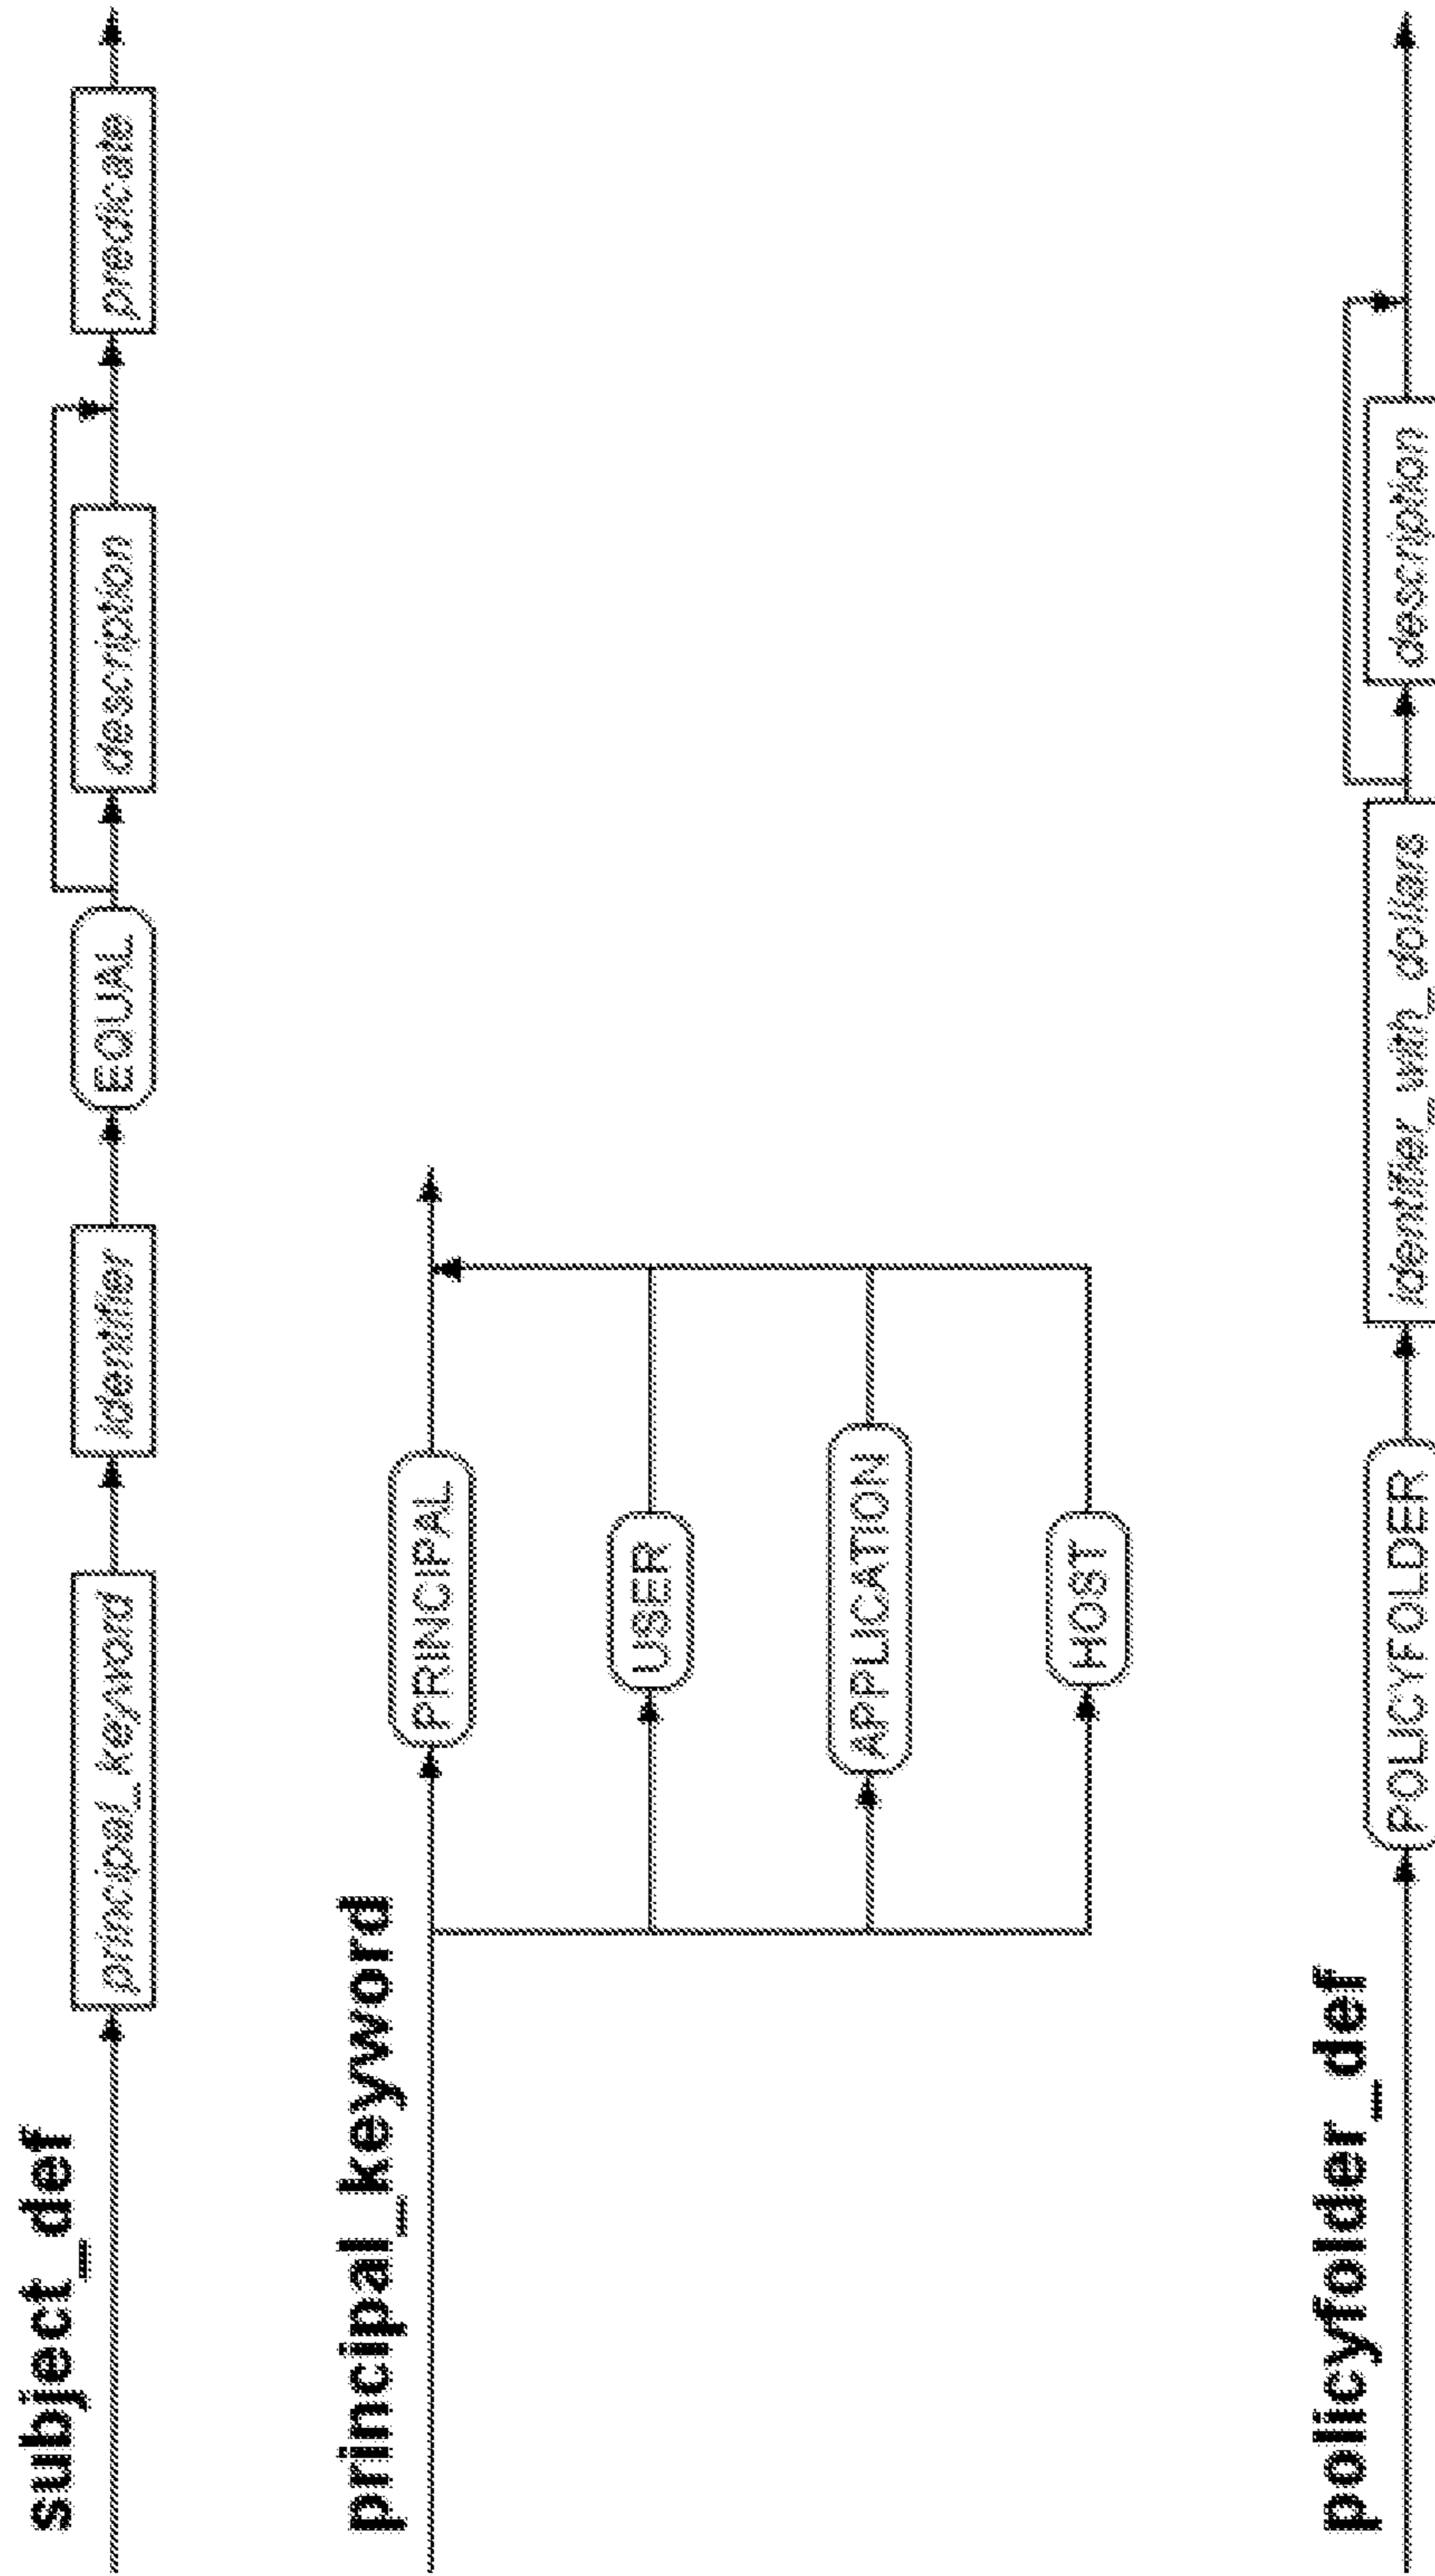 subject_def
principal_keyword identifier EQUAL description predicate
principal_keyword
PRINCIPAL
USER
APPLICATION
HOST
policyfolder_def
POLICYFOLDER identifier_with_dollars description